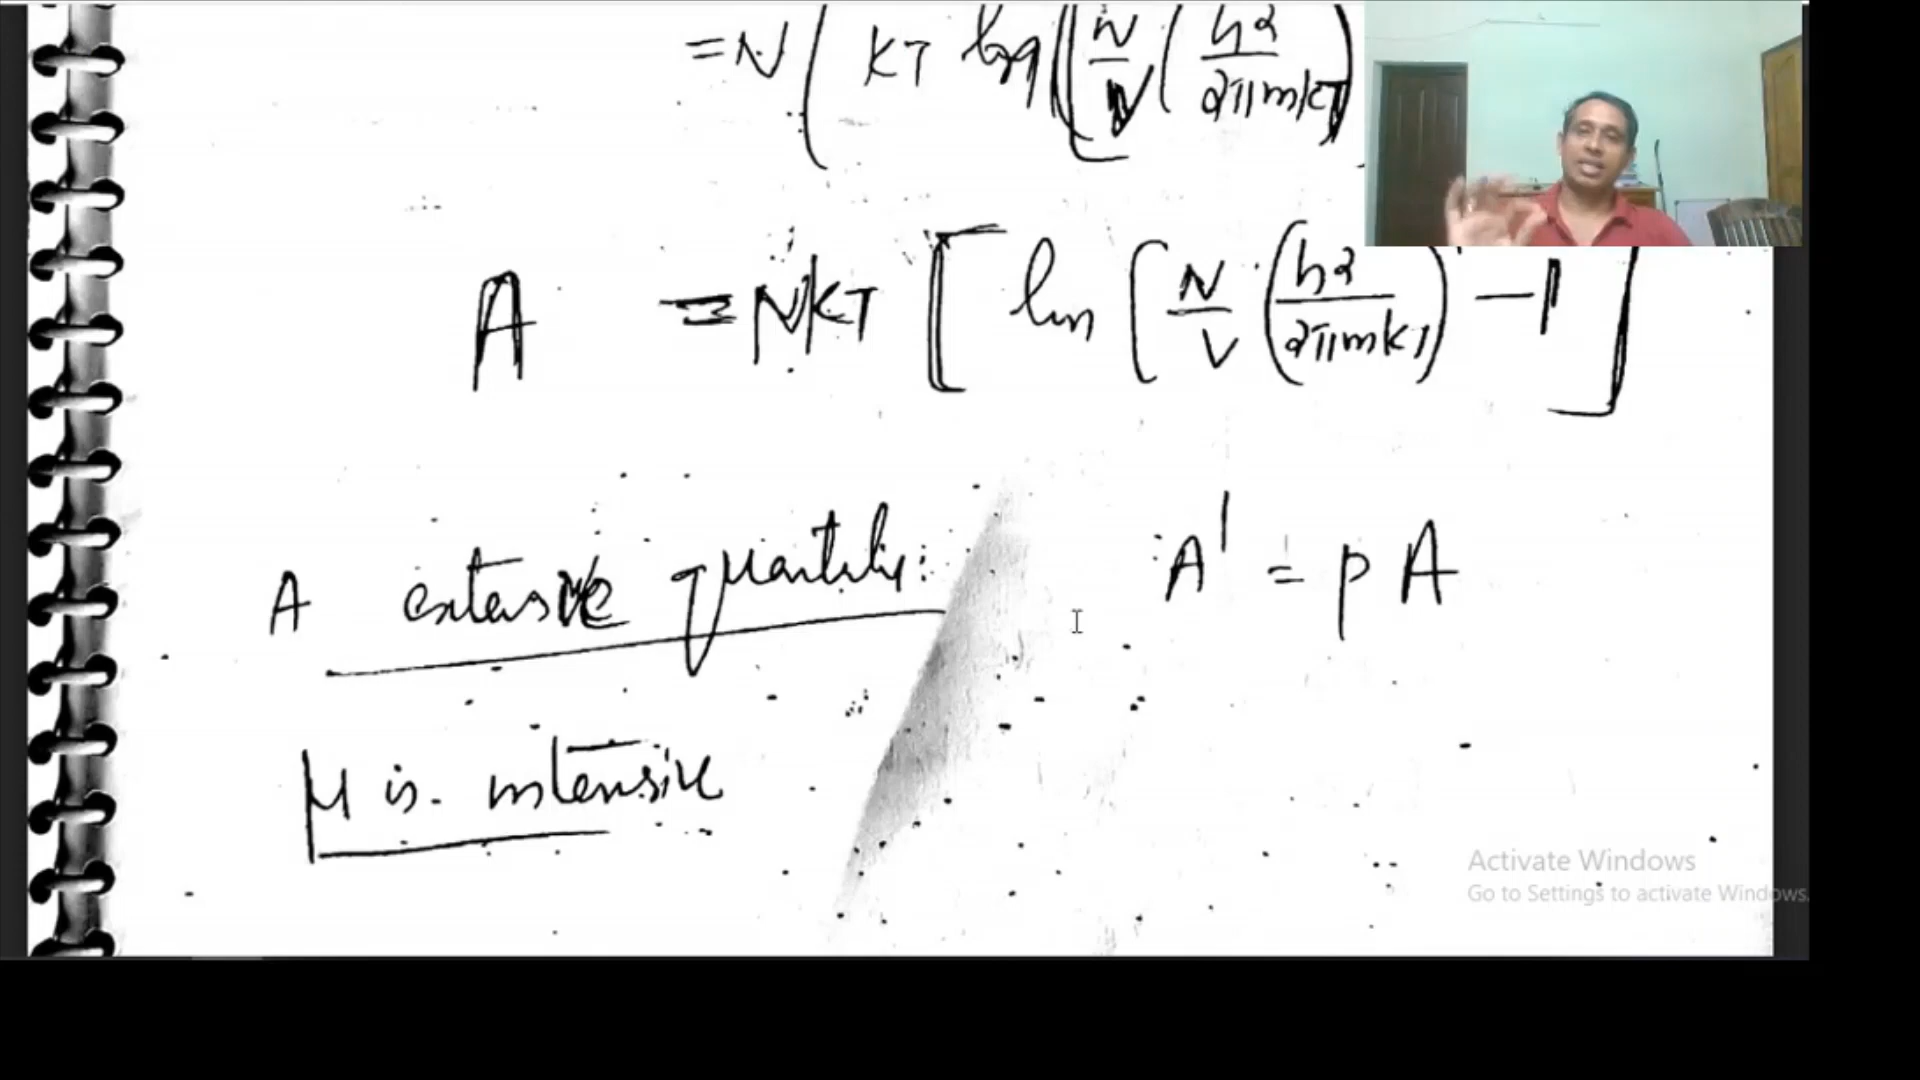 =N( KT log([N/V (h2/2πmkT)
A = NKT [ ln [ N/V (h2/2πmkT) -1 ]
A extensive quantity: A' = p A
μ is. intensive
Activate Windows
Go to Settings to activate Windows.